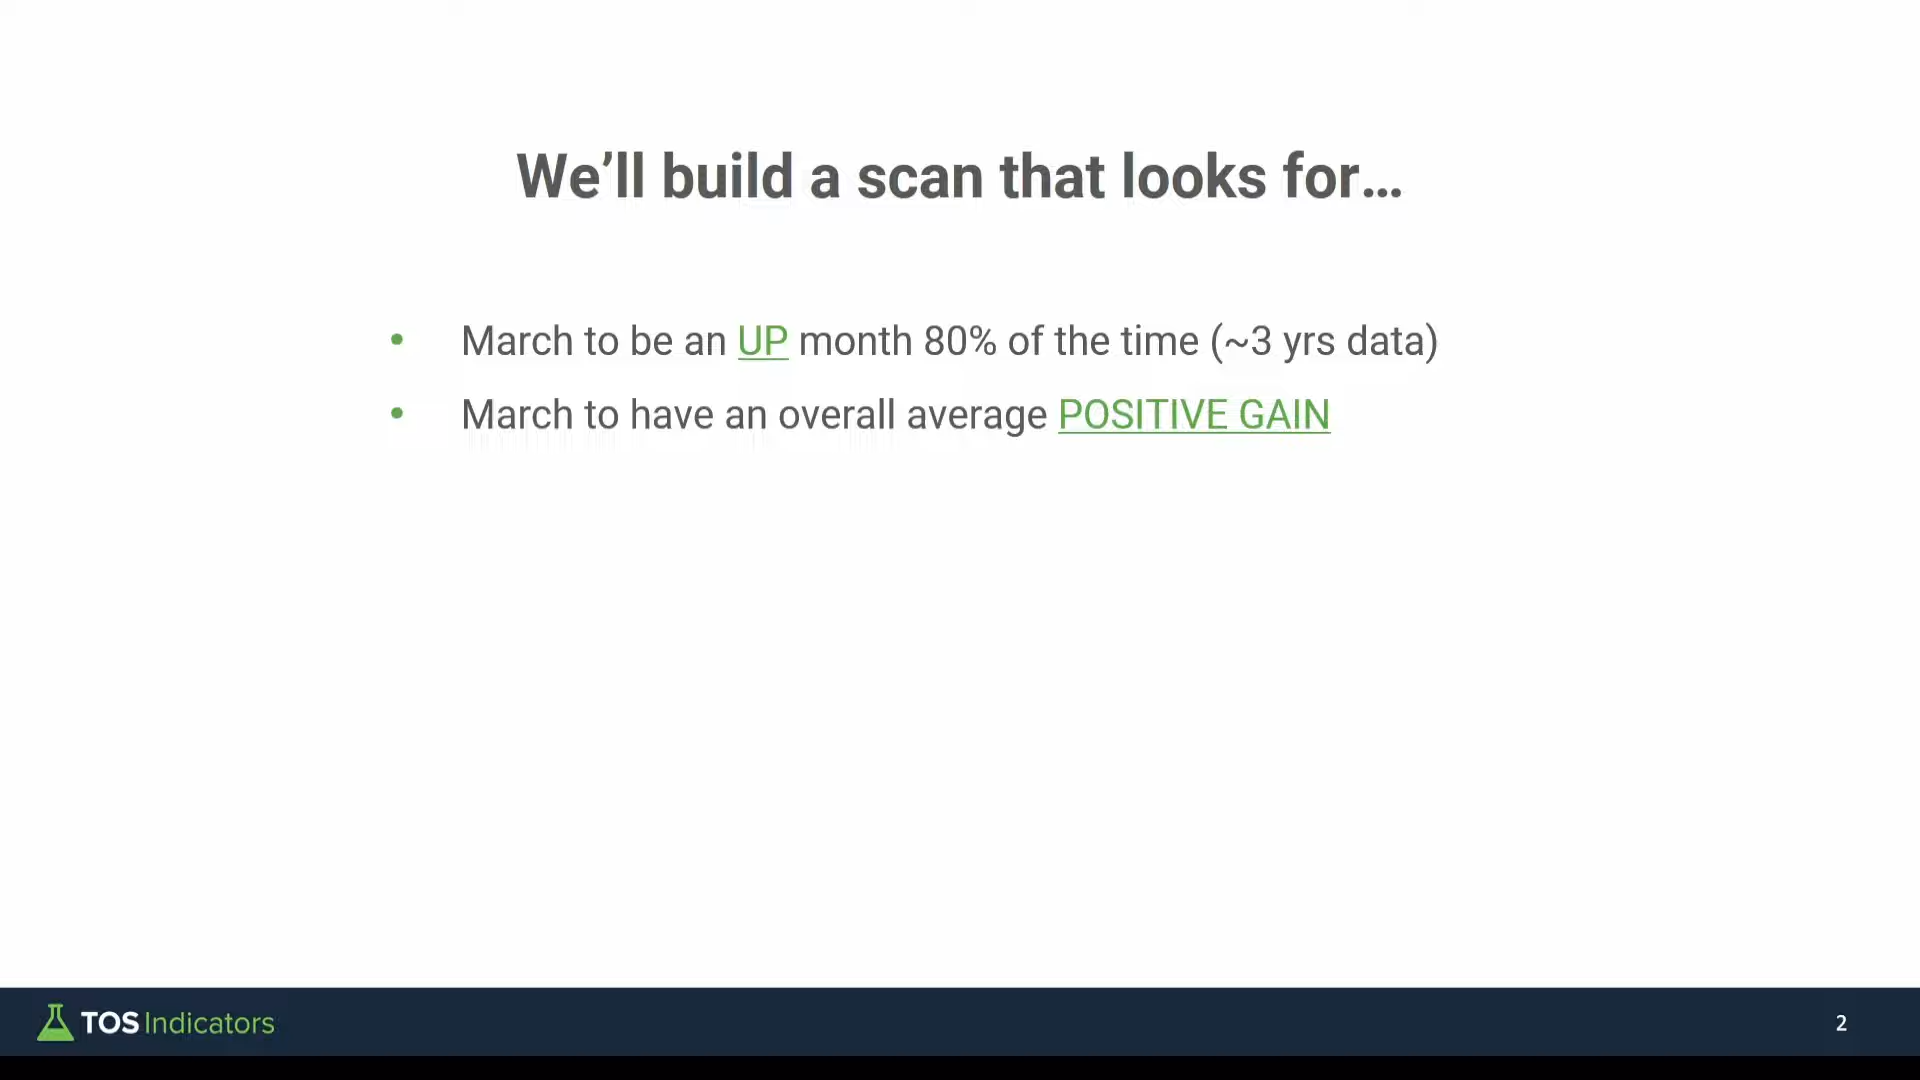 We’ll build a scan that looks for…
• March to be an UP month 80% of the time (~3 yrs data)
• March to have an overall average POSITIVE GAIN
TOS Indicators
2